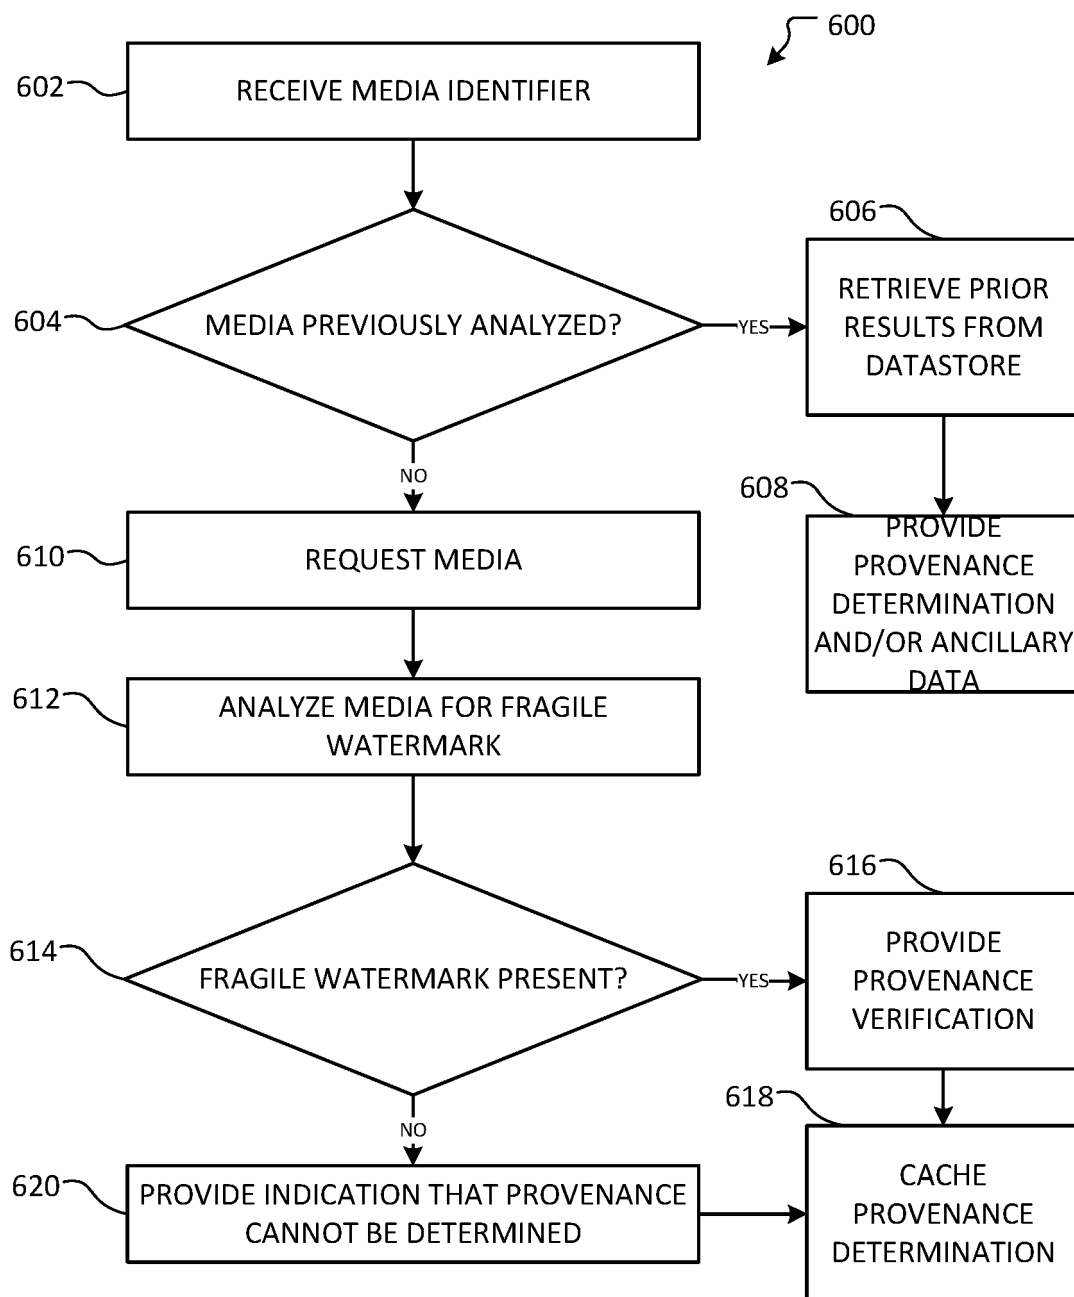 600
602
RECEIVE MEDIA IDENTIFIER
606
604
MEDIA PREVIOUSLY ANALYZED?
YES
RETRIEVE PRIOR
RESULTS FROM
DATASTORE
NO
608
610
REQUEST MEDIA
PROVIDE
PROVENANCE
DETERMINATION
AND/OR ANCILLARY
DATA
612
ANALYZE MEDIA FOR FRAGILE
WATERMARK
616
614
FRAGILE WATERMARK PRESENT?
YES
PROVIDE
PROVENANCE
VERIFICATION
NO
618
620
PROVIDE INDICATION THAT PROVENANCE
CANNOT BE DETERMINED
CACHE
PROVENANCE
DETERMINATION